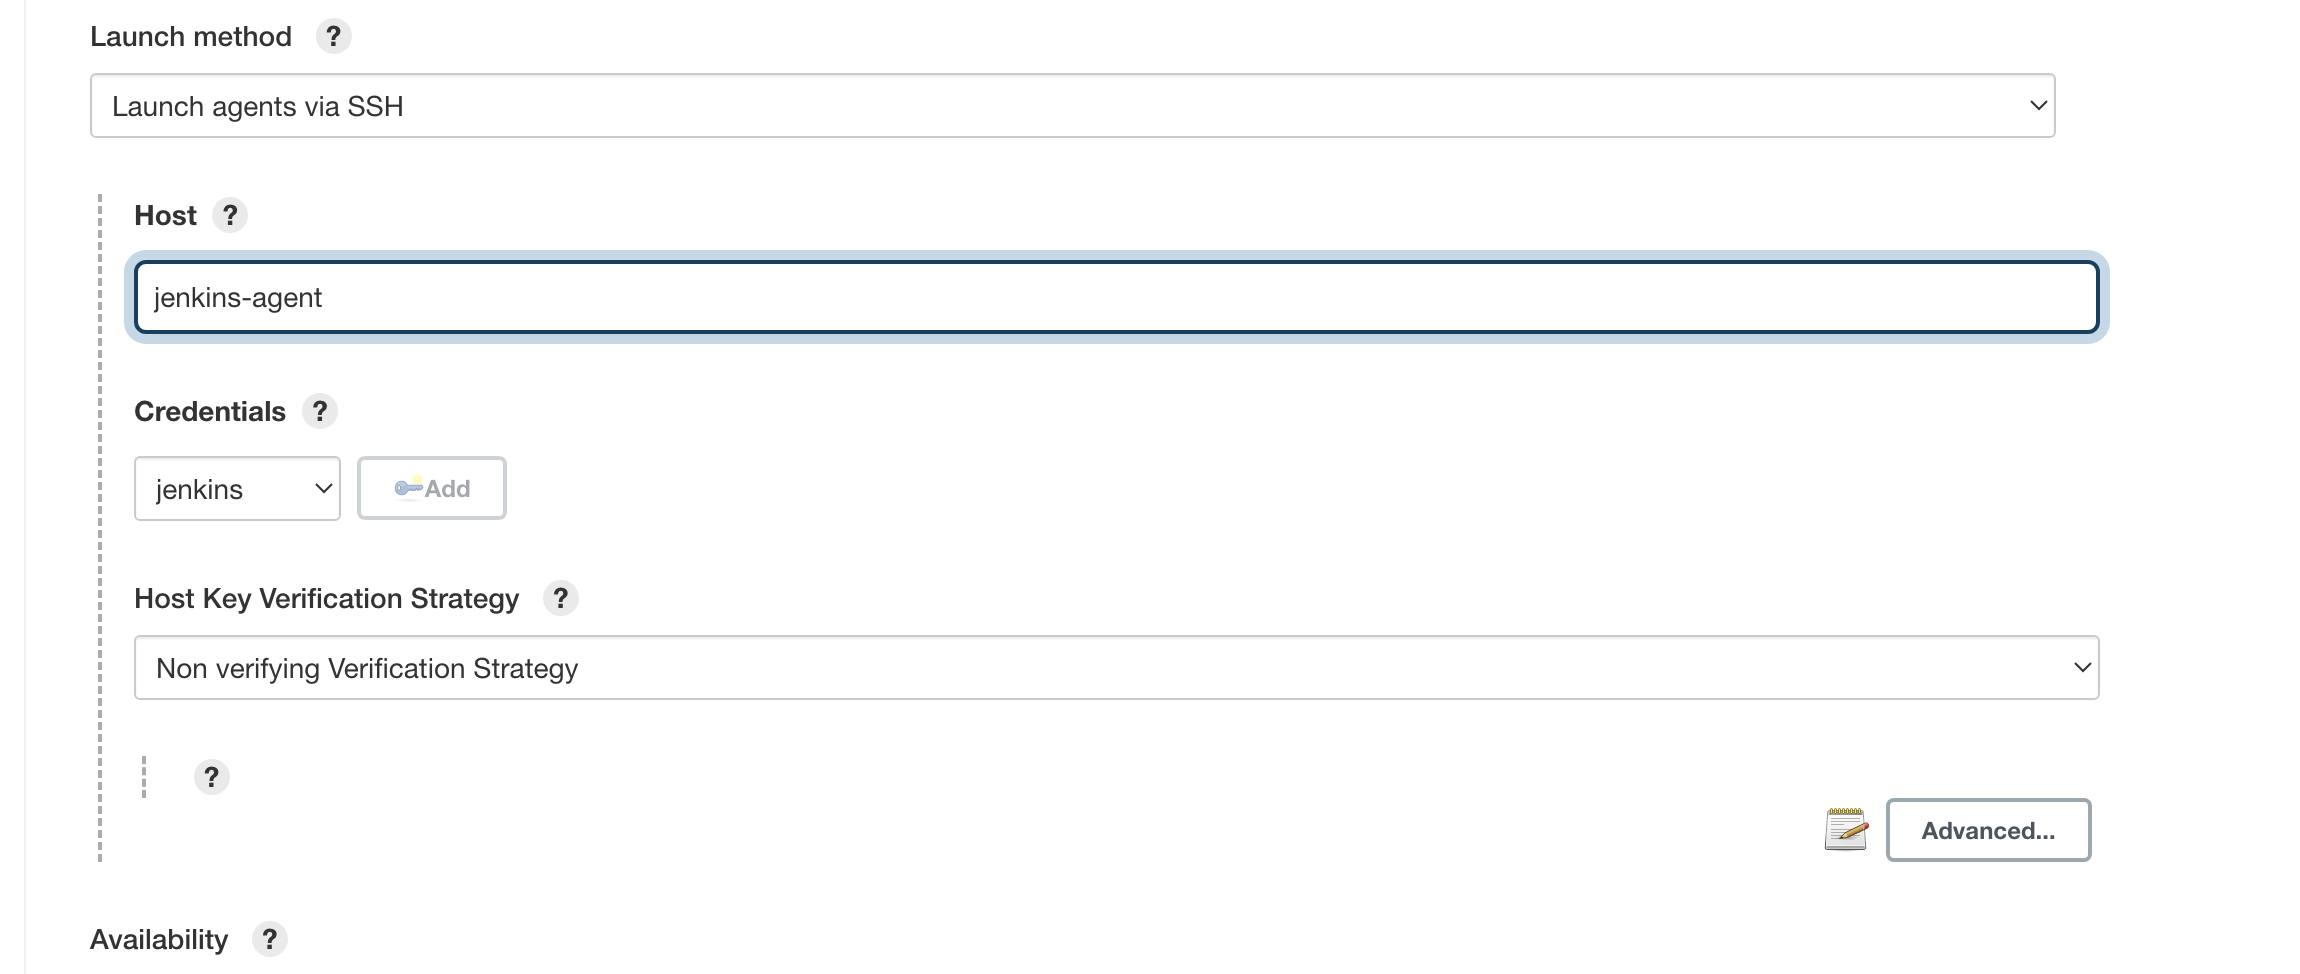 Launch method ?
Launch agents via SSH
Host ?
jenkins-agent
Credentials ?
jenkins Add
Host Key Verification Strategy ?
Non verifying Verification Strategy
?
Advanced...
Availability ?